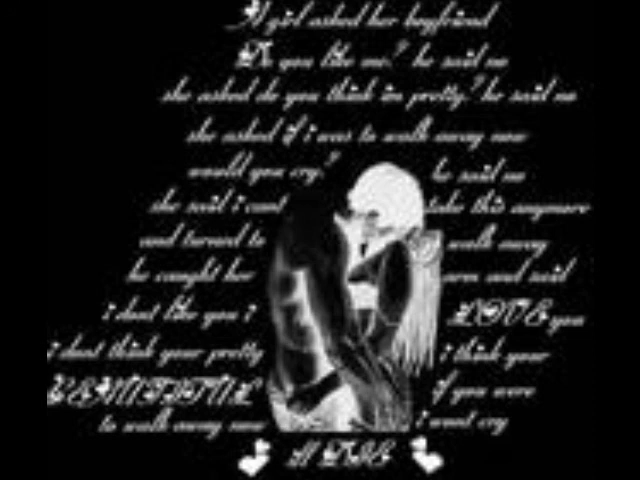 A girl asked her boyfriend
Do you like me? he said no
she asked do you think im pretty? he said no
she asked if i was to walk away now
would you cry? he said no
she said i cant take this anymore
and turned to walk away
he caught her arm and said
i dont like you i LOVE you
i dont think your pretty i think your
BEAUTIFUL if you were
to walk away now i wont cry
id DIE